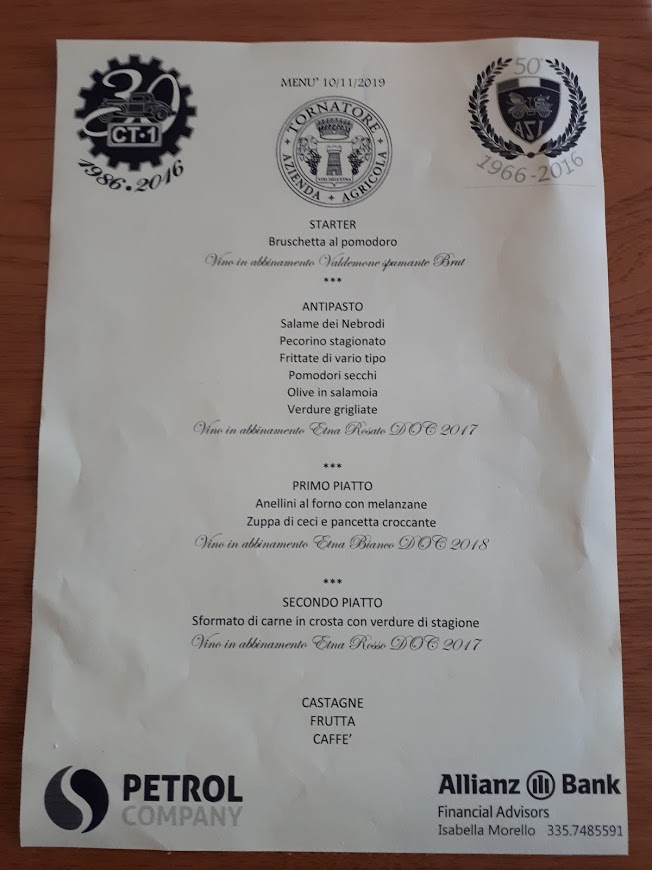 30
CT·1
1986·2016
MENU' 10/11/2019
TORNATORE
AZIENDA AGRICOLA
50°
ASI
1966-2016
STARTER
Bruschetta al pomodoro
Vino in abbinamento Valdemone spumante Brut
***
ANTIPASTO
Salame dei Nebrodi
Pecorino stagionato
Frittate di vario tipo
Pomodori secchi
Olive in salamoia
Verdure grigliate
Vino in abbinamento Etna Rosato DOC 2017
***
PRIMO PIATTO
Anellini al forno con melanzane
Zuppa di ceci e pancetta croccante
Vino in abbinamento Etna Bianco DOC 2018
***
SECONDO PIATTO
Sformato di carne in crosta con verdure di stagione
Vino in abbinamento Etna Rosso DOC 2017
CASTAGNE
FRUTTA
CAFFE'
PETROL
COMPANY
Allianz Bank
Financial Advisors
Isabella Morello 335.7485591